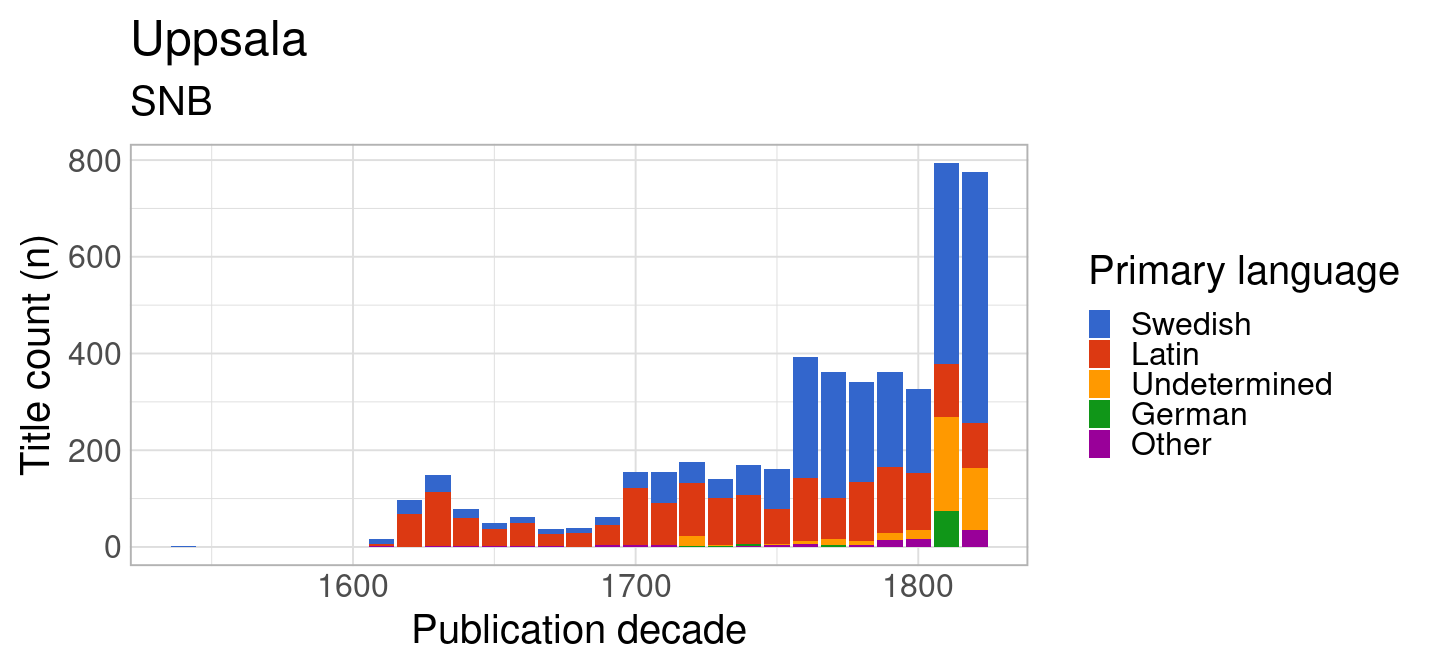 Uppsala
SNB
Title count (n)
800
600
400
200
0
1600 1700 1800
Publication decade
Primary language
Swedish
Latin
Undetermined
German
Other